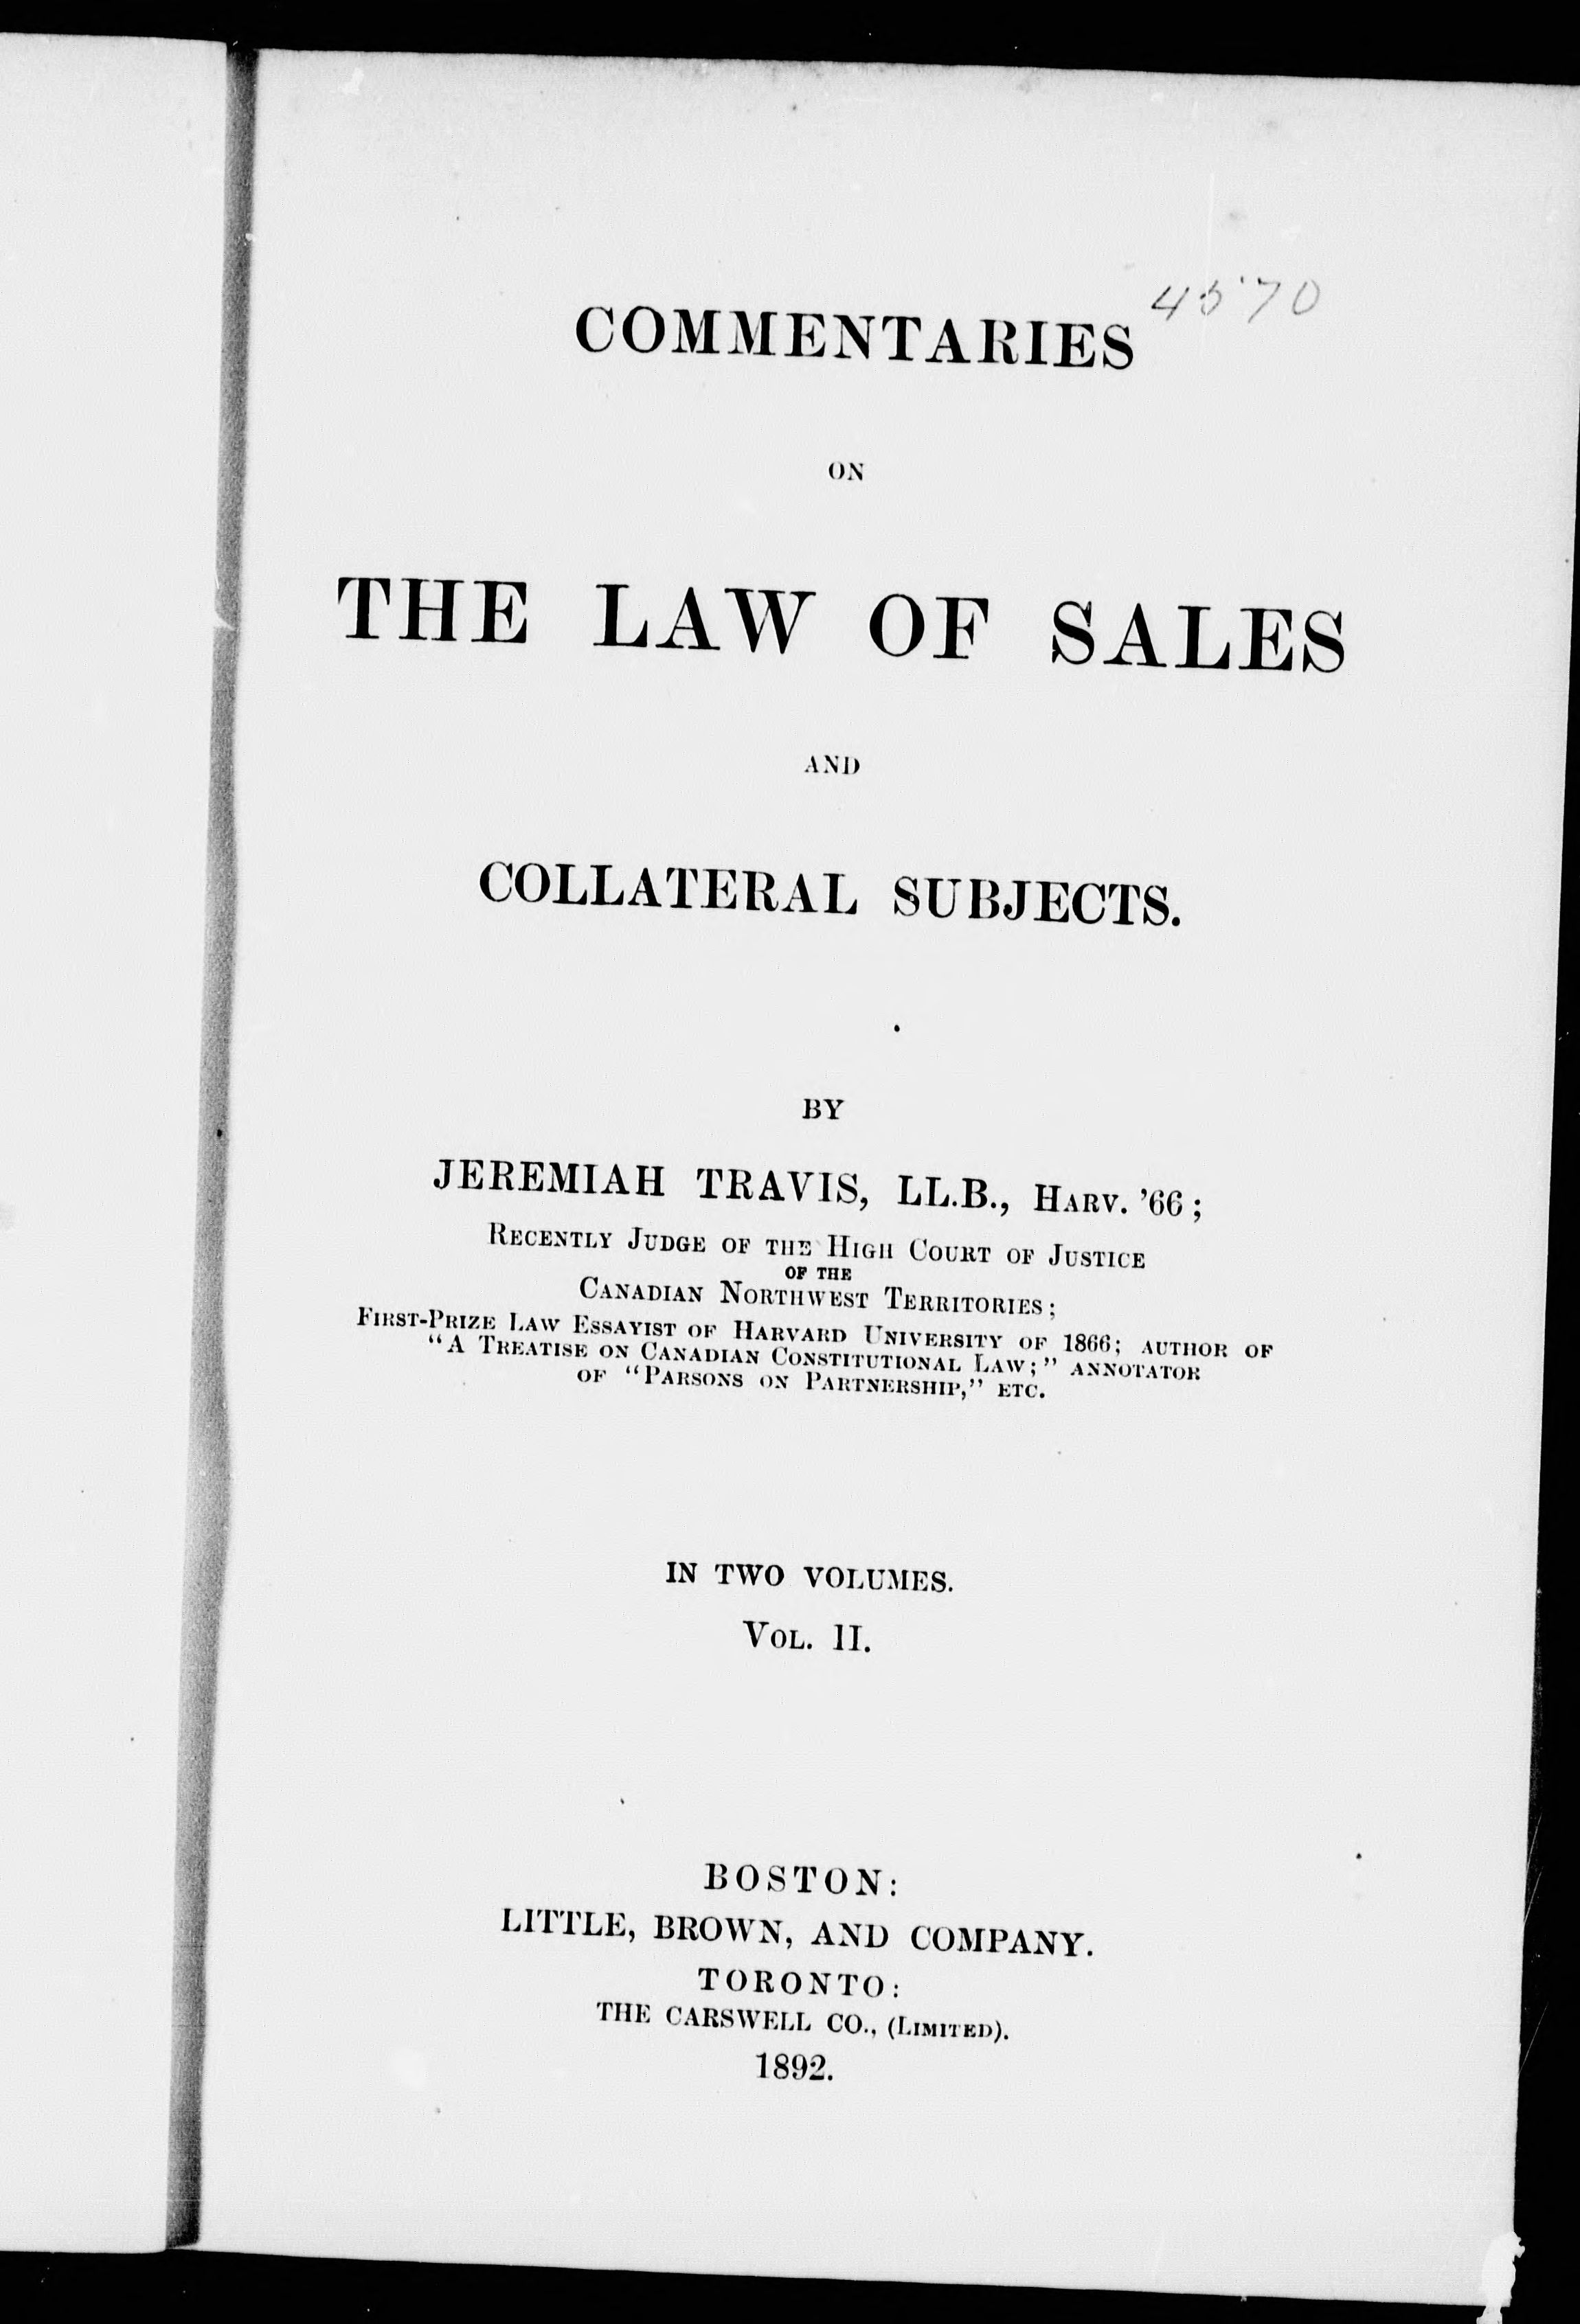 4570
COMMENTARIES
ON
THE LAW OF SALES
AND
COLLATERAL SUBJECTS.
BY
JEREMIAH TRAVIS, LL.B., HARV. '66;
RECENTLY JUDGE OF THE HIGH COURT OF JUSTICE
OF THE
CANADIAN NORTHWEST TERRITORIES;
FIRST-PRIZE LAW ESSAYIST OF HARVARD UNIVERSITY OF 1866; AUTHOR OF
"A TREATISE ON CANADIAN CONSTITUTIONAL LAW;" ANNOTATOR
OF "PARSONS ON PARTNERSHIP," ETC.
IN TWO VOLUMES.
VOL. II.
BOSTON:
LITTLE, BROWN, AND COMPANY.
TORONTO:
THE CARSWELL CO., (LIMITED).
1892.